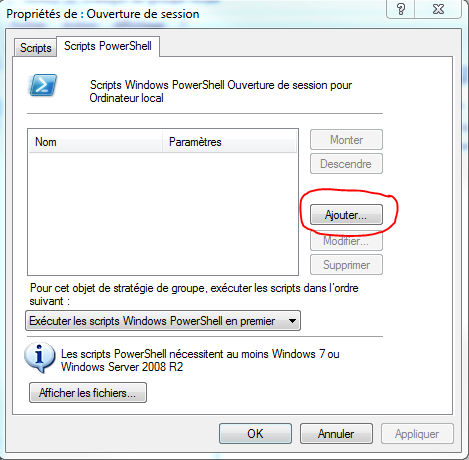 Propriétés de : Ouverture de session
Scripts
Scripts PowerShell
Scripts Windows PowerShell Ouverture de session pour
Ordinateur local
Nom
Paramètres
Monter
Descendre
Ajouter...
Modifier...
Supprimer
Pour cet objet de stratégie de groupe, exécuter les scripts dans l'ordre
suivant :
Exécuter les scripts Windows PowerShell en premier
Les scripts PowerShell nécessitent au moins Windows 7 ou
Windows Server 2008 R2
Afficher les fichiers...
OK
Annuler
Appliquer